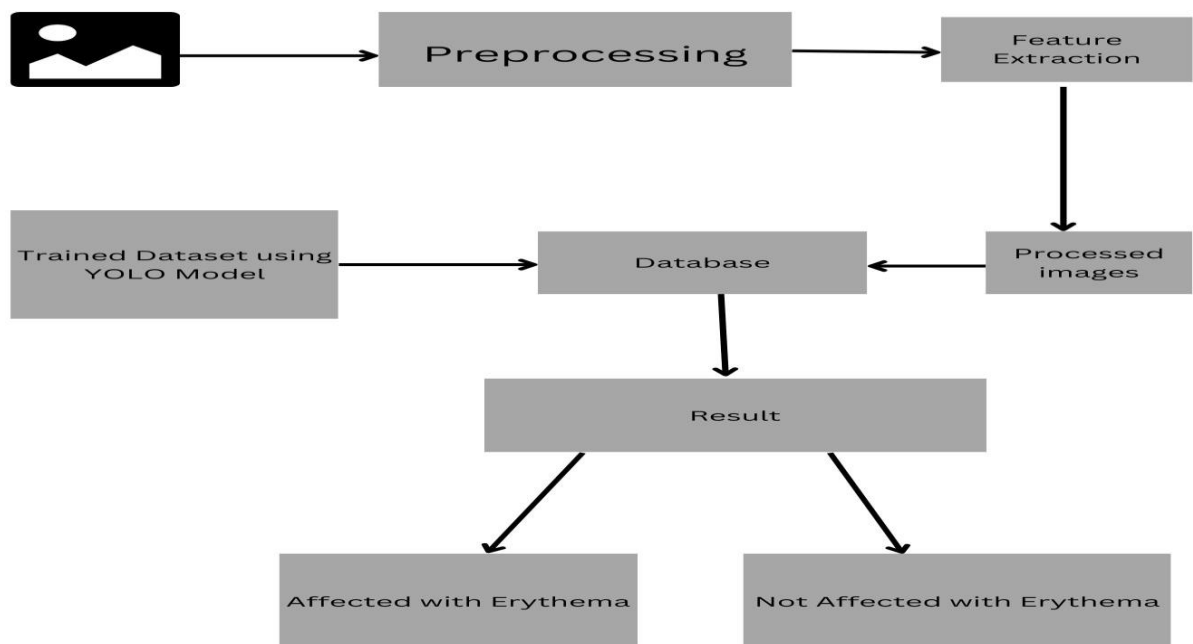 Preprocessing
Feature
Extraction
Trained Dataset using
YOLO Model
Database
Processed
images
Result
Affected with Erythema
Not Affected with Erythema